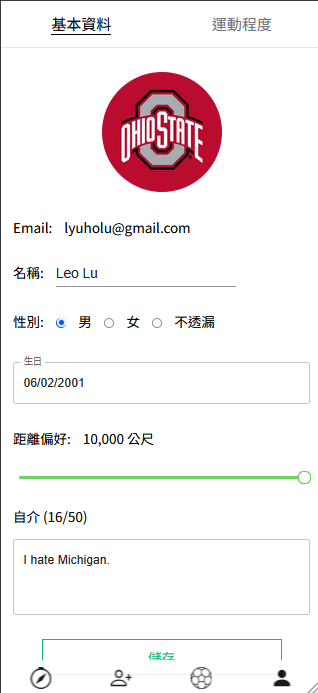 基本資料
運動程度
OHIO STATE
Email: lyuholu@gmail.com
名稱: Leo Lu
性別: 男 女 不透漏
生日
06/02/2001
距離偏好: 10,000 公尺
自介 (16/50)
I hate Michigan.
儲存